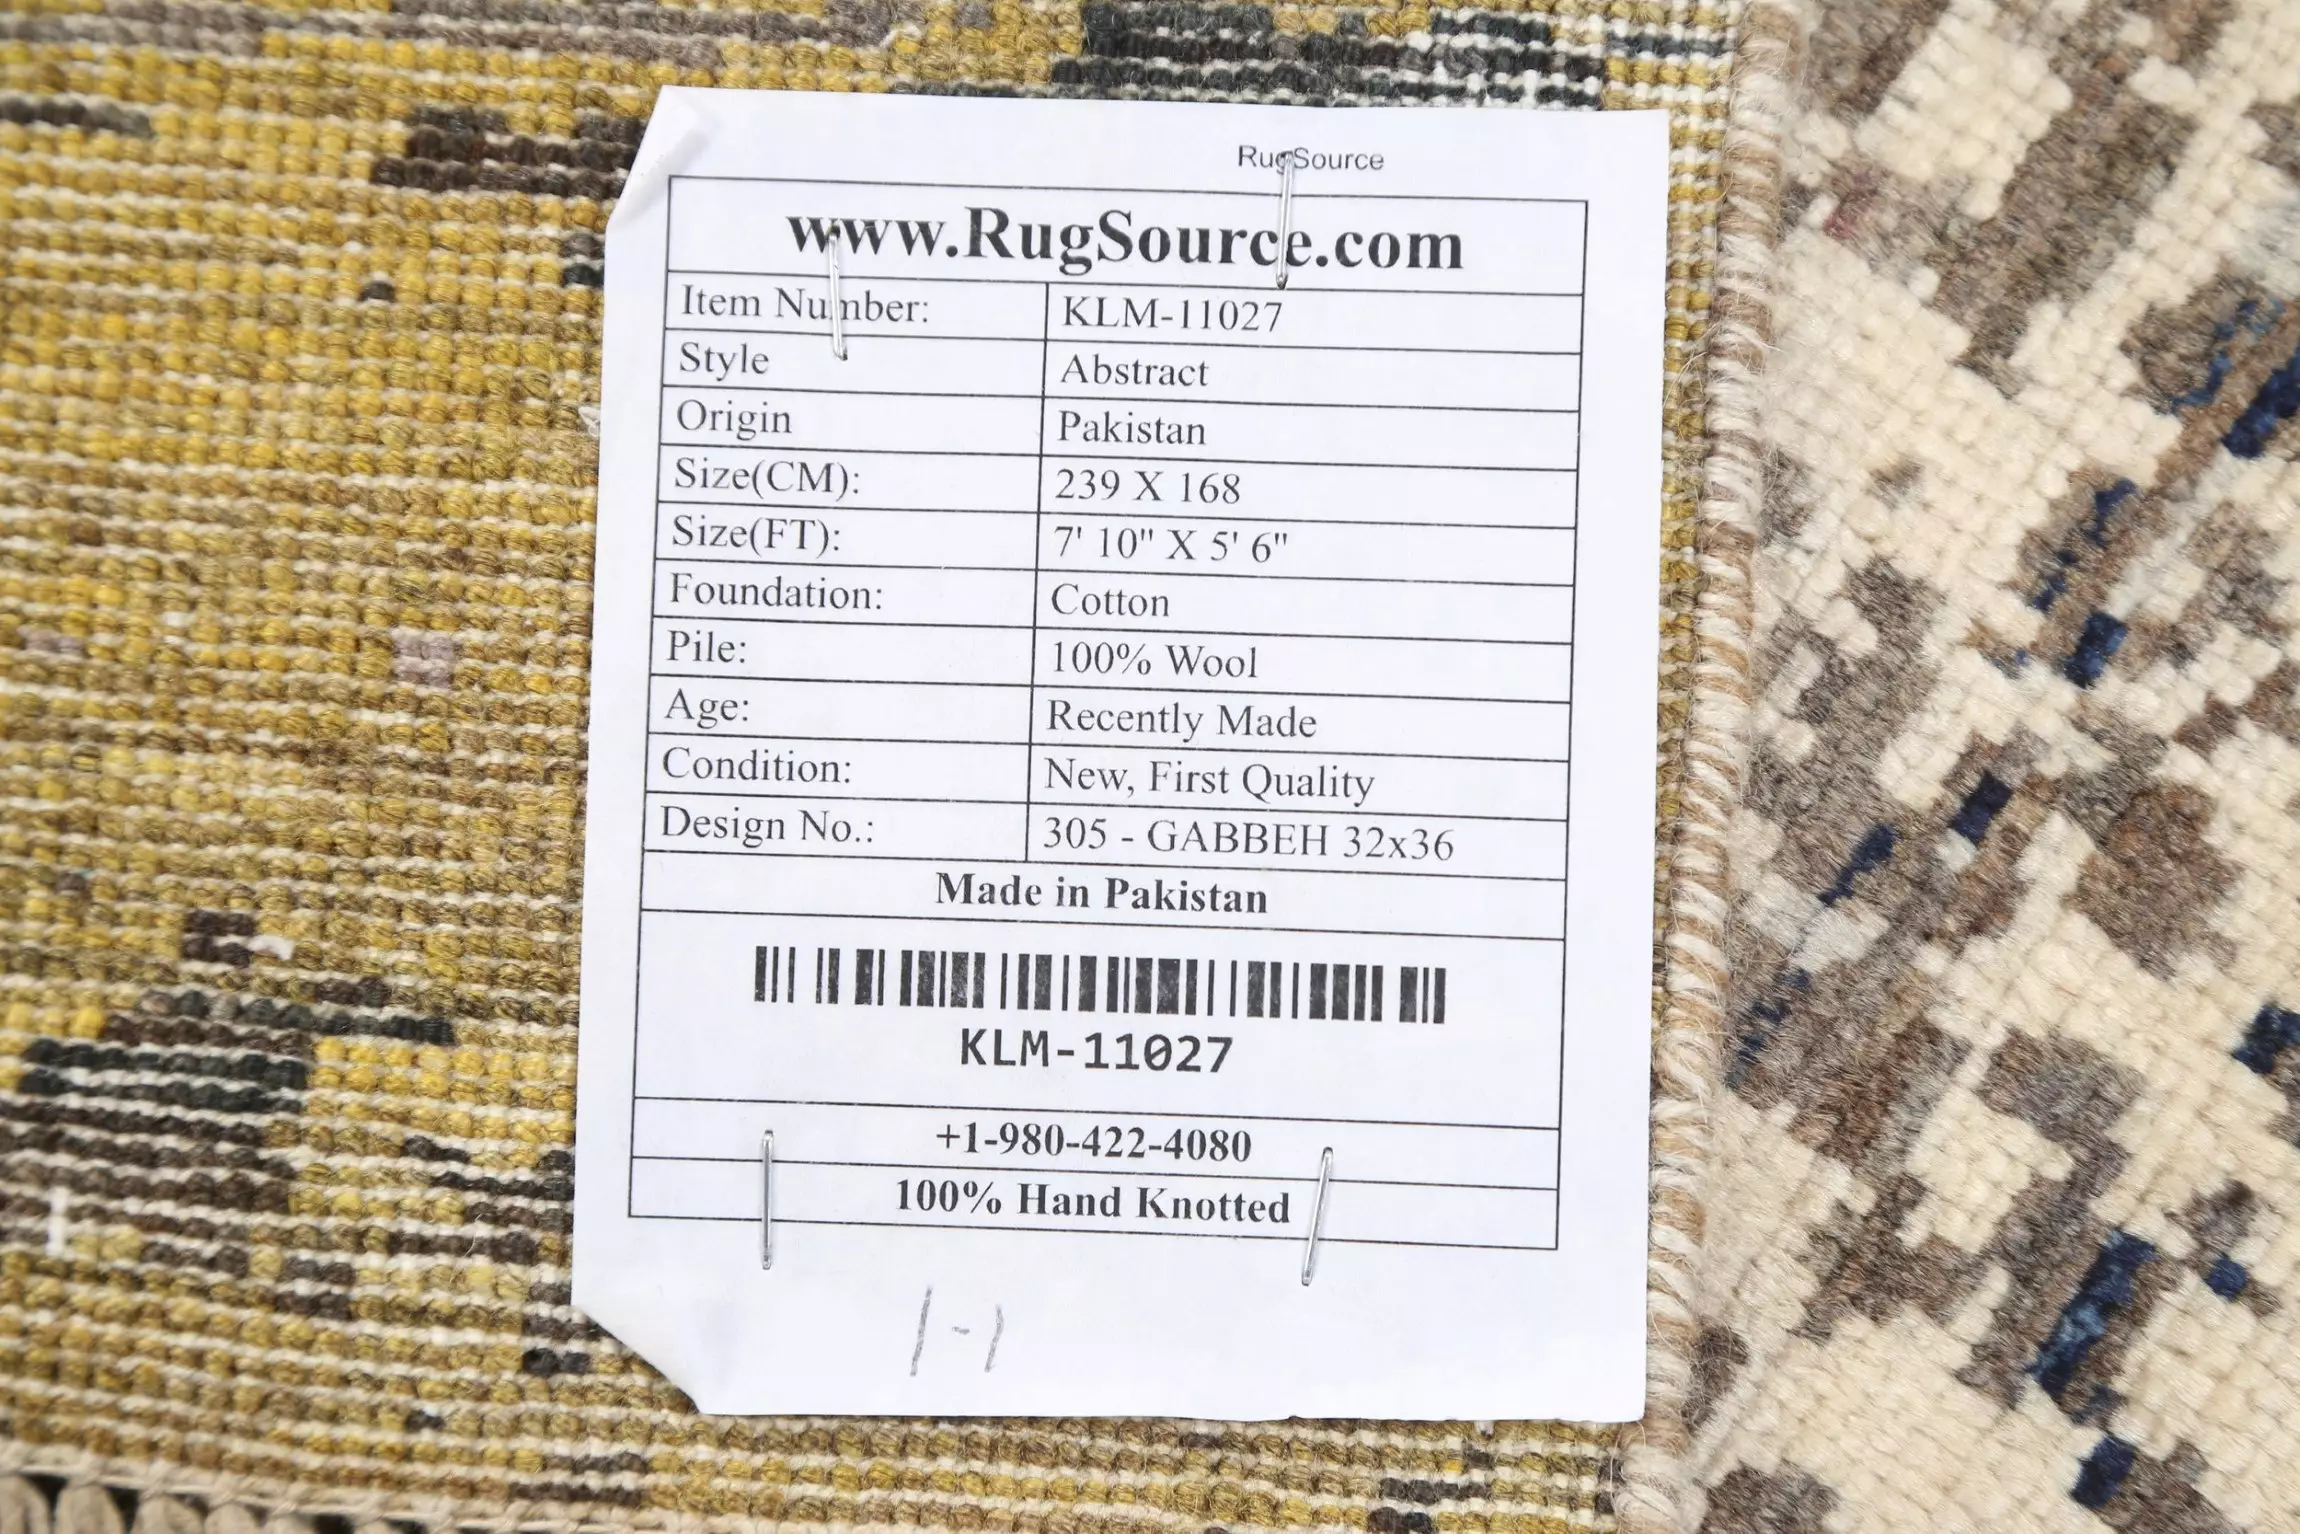 RugSource
www.RugSource.com
Item Number: KLM-11027
Style Abstract
Origin Pakistan
Size(CM): 239 X 168
Size(FT): 7' 10" X 5' 6"
Foundation: Cotton
Pile: 100% Wool
Age: Recently Made
Condition: New, First Quality
Design No.: 305 - GABBEH 32x36
Made in Pakistan
KLM-11027
+1-980-422-4080
100% Hand Knotted
1-1